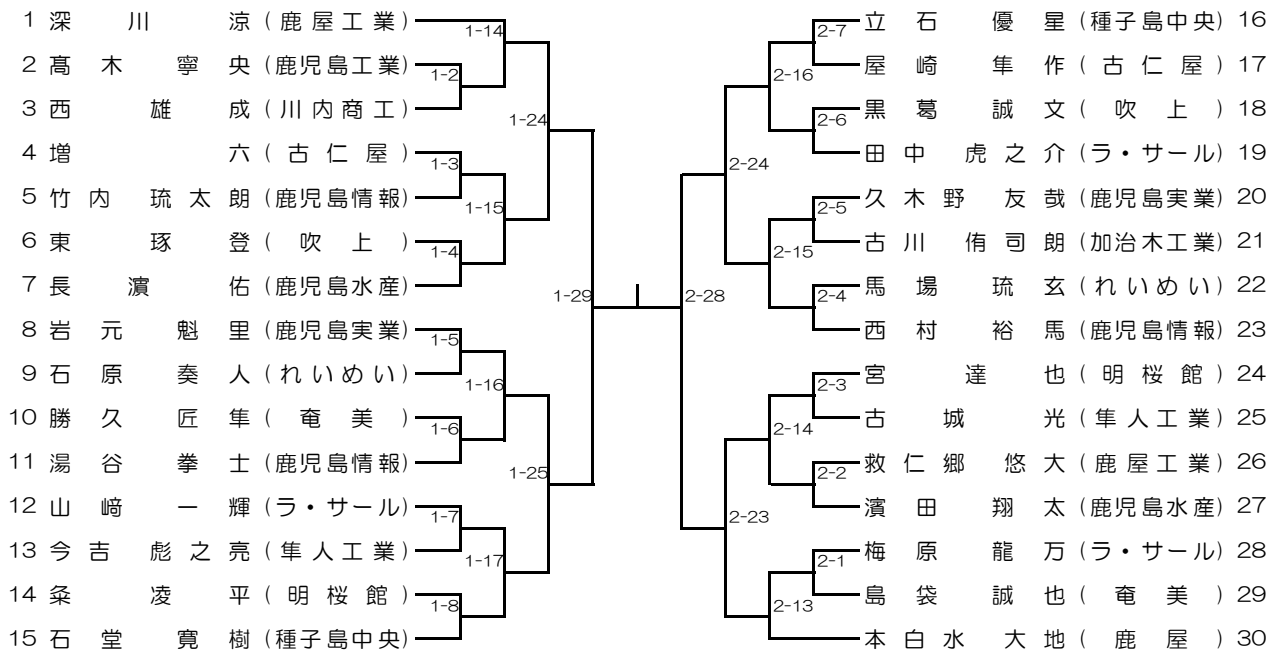 1 深川 涼 (鹿屋工業)
2 髙木 寧央 (鹿児島工業)
3 西 雄成 (川内商工)
4 増 六 (古仁屋)
5 竹内 琉太朗 (鹿児島情報)
6 東 琢登 (吹上)
7 長濵 佑 (鹿児島水産)
8 岩元 魁里 (鹿児島実業)
9 石原 奏人 (れいめい)
10 勝久 匠隼 (奄美)
11 湯谷 拳士 (鹿児島情報)
12 山﨑 一輝 (ラ・サール)
13 今吉 彪之亮 (隼人工業)
14 粂 凌平 (明桜館)
15 石堂 寛樹 (種子島中央)
1-14
1-2
1-24
1-3
1-15
1-4
1-29
1-5
1-16
1-6
1-25
1-7
1-17
1-8
2-7
2-16
2-6
2-24
2-5
2-15
2-4
2-28
2-3
2-14
2-2
2-23
2-1
2-13
立石 優星 (種子島中央) 16
屋崎 隼作 (古仁屋) 17
黒葛 誠文 (吹上) 18
田中 虎之介 (ラ・サール) 19
久木野 友哉 (鹿児島実業) 20
古川 侑司朗 (加治木工業) 21
馬場 琉玄 (れいめい) 22
西村 裕馬 (鹿児島情報) 23
宮 達也 (明桜館) 24
古城 光 (隼人工業) 25
救仁郷 悠大 (鹿屋工業) 26
濵田 翔太 (鹿児島水産) 27
梅原 龍万 (ラ・サール) 28
島袋 誠也 (奄美) 29
本白水 大地 (鹿屋) 30